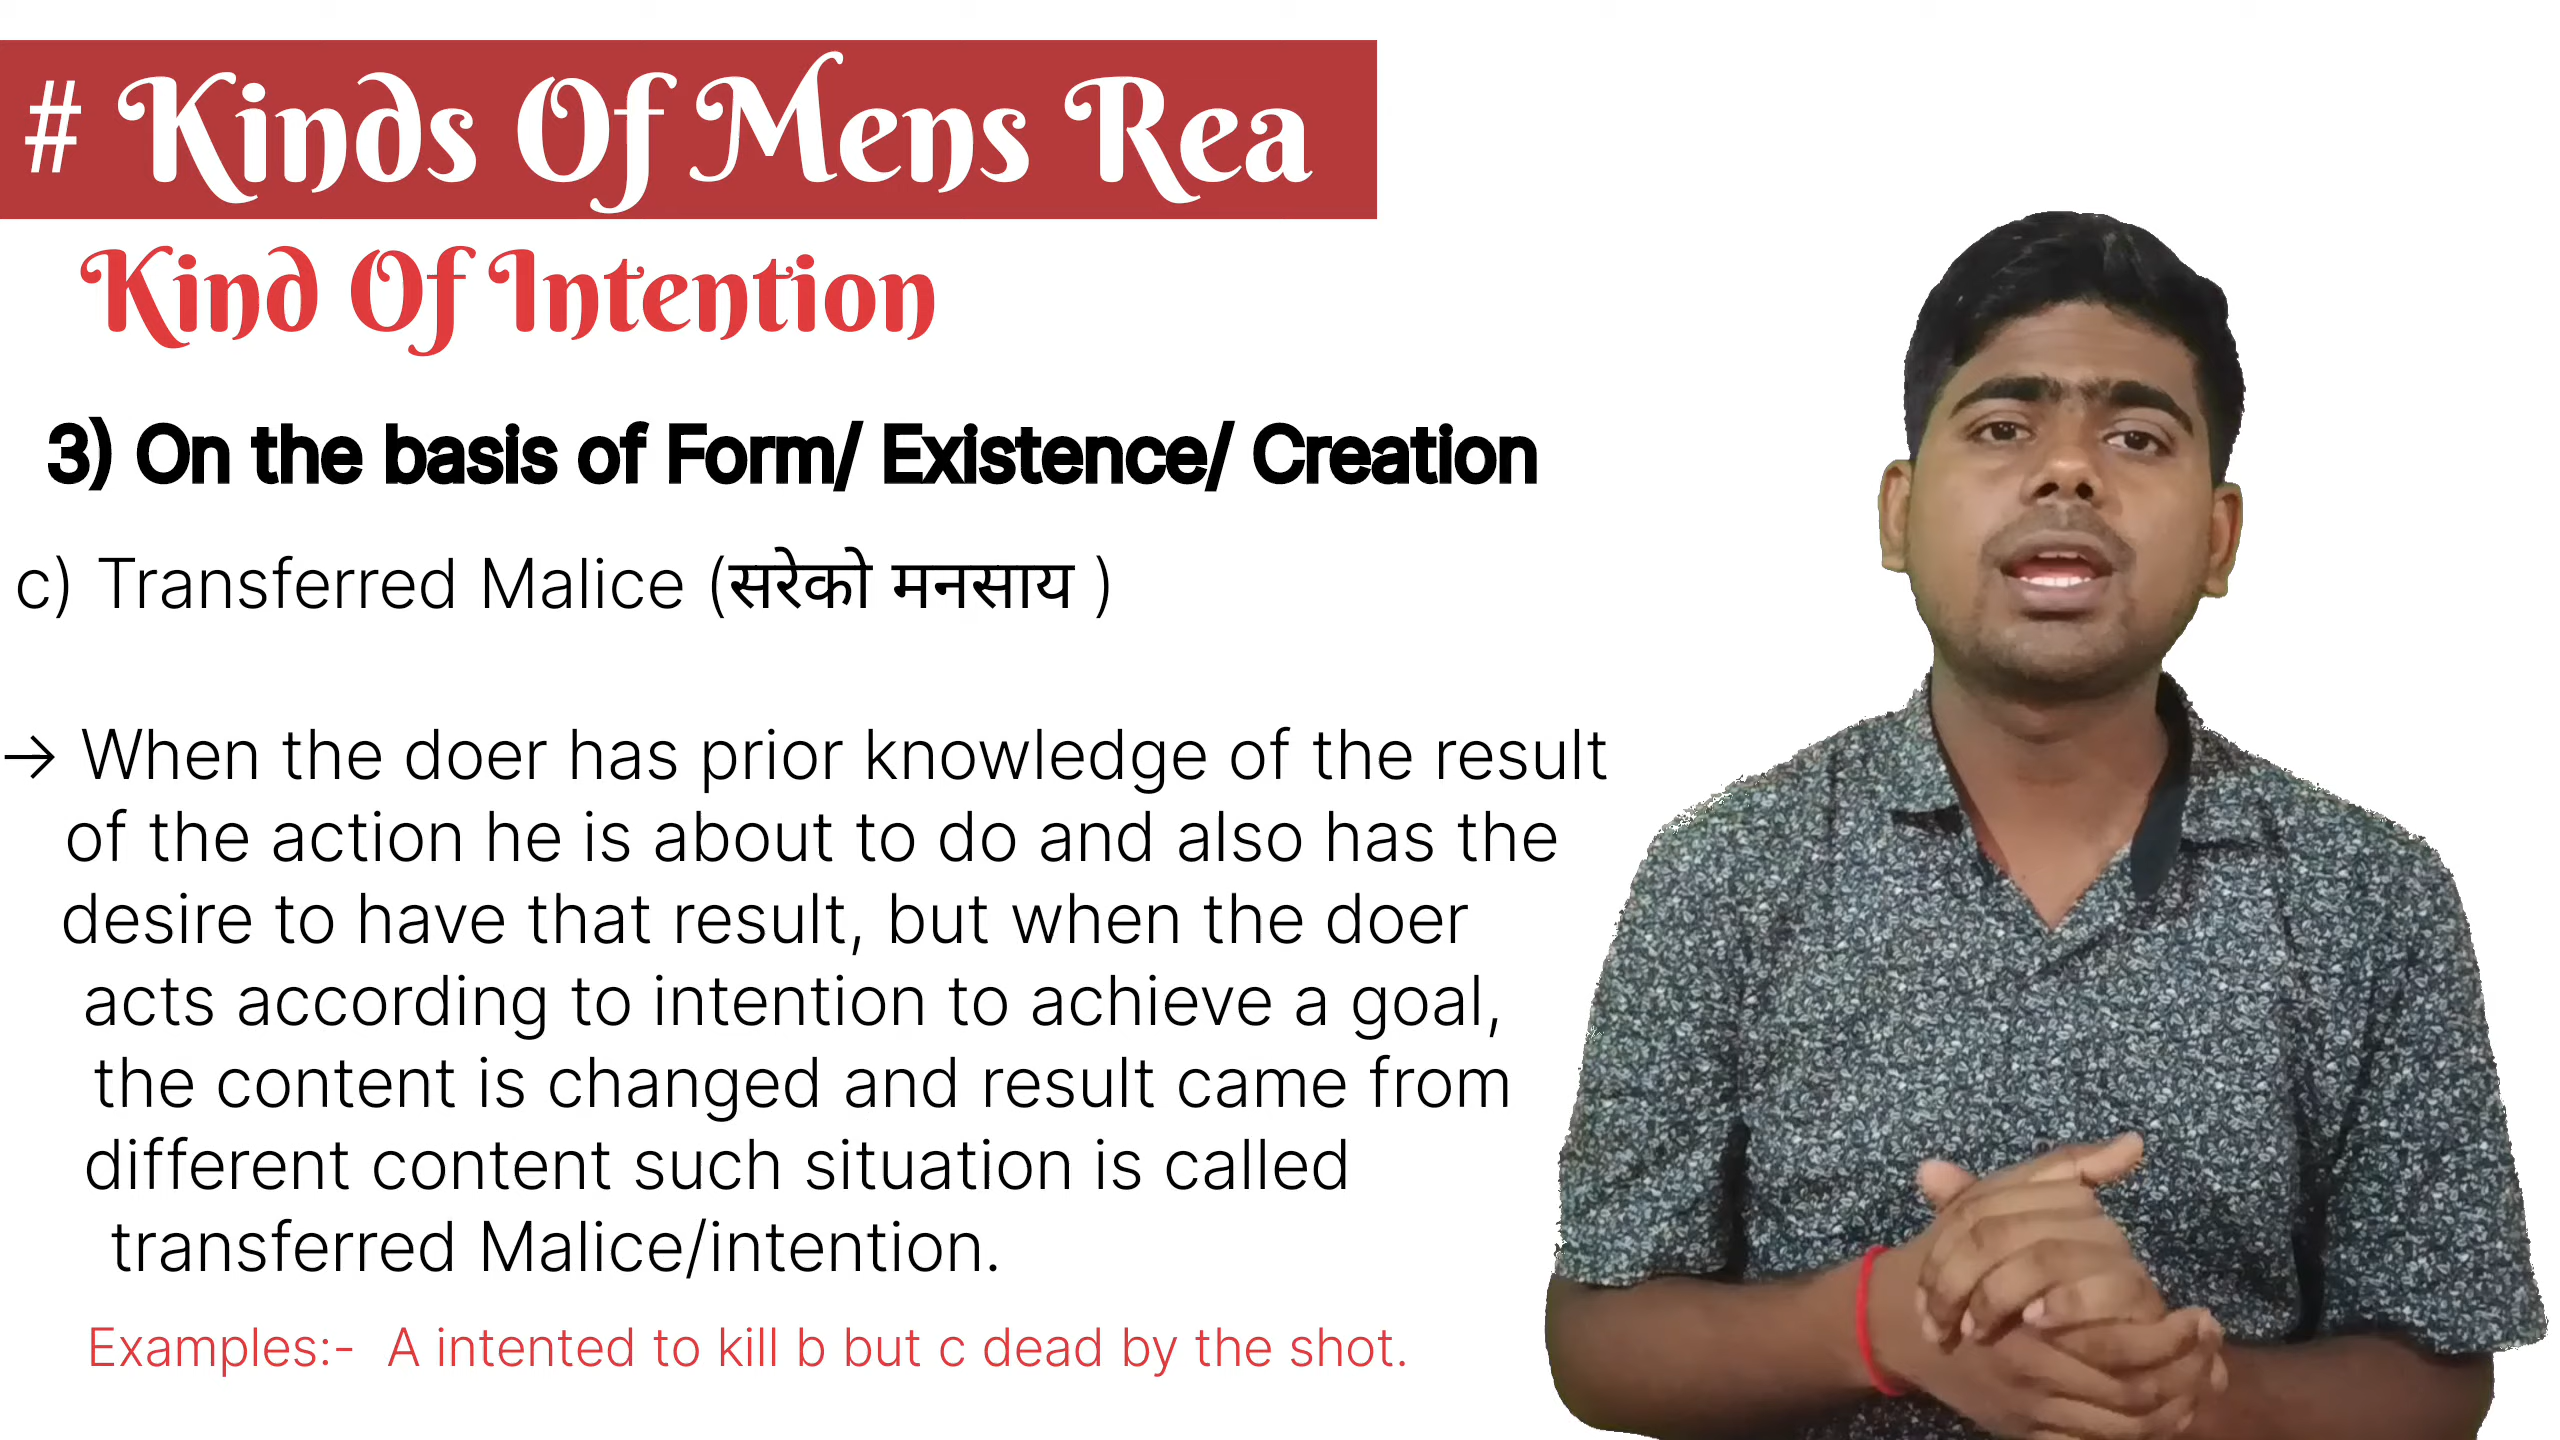 # Kinds Of Mens Rea
Kind Of Intention
3) On the basis of Form/ Existence/ Creation
c) Transferred Malice (सरेको मनसाय )
→ When the doer has prior knowledge of the result
of the action he is about to do and also has the
desire to have that result, but when the doer
acts according to intention to achieve a goal,
the content is changed and result came from
different content such situation is called
transferred Malice/intention.
Examples:- A intented to kill b but c dead by the shot.